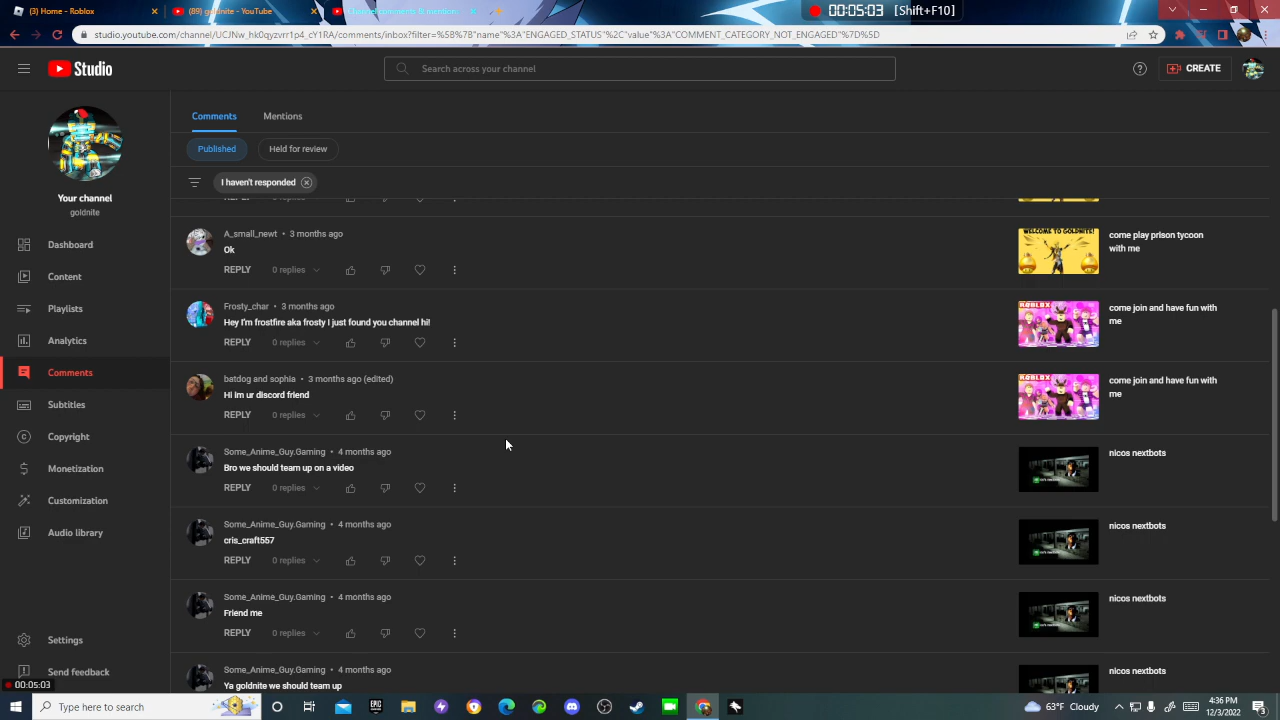 (3) Home - Roblox
(89) goldnite - YouTube
Channel comments & mentions
00:05:03 [Shift+F10]
studio.youtube.com/channel/UCJNw_hk0qyzvrr1p4_cY1RA/comments/inbox?filter=%5B%7B"name"%3A"ENGAGED_STATUS"%2C"value"%3A"COMMENT_CATEGORY_NOT_ENGAGED"%7D%5D
Studio
Search across your channel
CREATE
Your channel
goldnite
Dashboard
Content
Playlists
Analytics
Comments
Subtitles
Copyright
Monetization
Customization
Audio library
Settings
Send feedback
Comments
Mentions
Published
Held for review
I haven't responded
A_small_newt • 3 months ago
Ok
REPLY 0 replies
WELCOME TO GOLDNITE!
come play prison tycoon
with me
Frosty_char • 3 months ago
Hey I'm frostfire aka frosty I just found you channel hi!
REPLY 0 replies
ROBLOX
come join and have fun with
me
batdog and sophia • 3 months ago (edited)
Hi Im ur discord friend
REPLY 0 replies
ROBLOX
come join and have fun with
me
Some_Anime_Guy.Gaming • 4 months ago
Bro we should team up on a video
REPLY 0 replies
nicos nextbots
Some_Anime_Guy.Gaming • 4 months ago
cris_craft557
REPLY 0 replies
nicos nextbots
Some_Anime_Guy.Gaming • 4 months ago
Friend me
REPLY 0 replies
nicos nextbots
Some_Anime_Guy.Gaming • 4 months ago
Ya goldnite we should team up
nicos nextbots
00:05:03
Type here to search
EPIC
63°F Cloudy
4:36 PM
12/3/2022